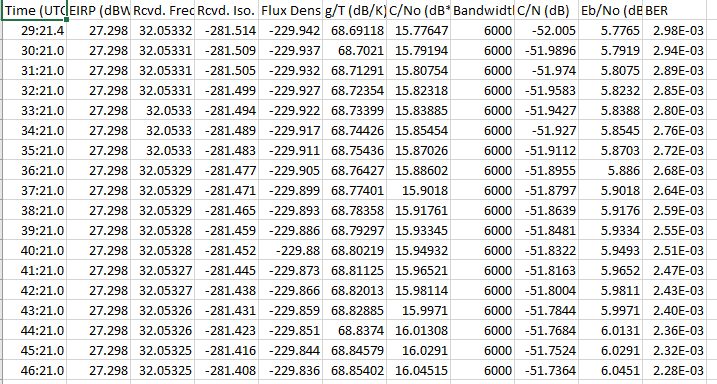 Time (UTC EIRP (dBW Rcvd. Frec Rcvd. Iso. Flux Dens g/T (dB/K) C/No (dB* Bandwidtl C/N (dB) Eb/No (dB BER
29:21.4 27.298 32.05332 -281.514 -229.942 68.69118 15.77647 6000 -52.005 5.7765 2.98E-03
30:21.0 27.298 32.05331 -281.509 -229.937 68.7021 15.79194 6000 -51.9896 5.7919 2.94E-03
31:21.0 27.298 32.05331 -281.505 -229.932 68.71291 15.80754 6000 -51.974 5.8075 2.89E-03
32:21.0 27.298 32.05331 -281.499 -229.927 68.72354 15.82318 6000 -51.9583 5.8232 2.85E-03
33:21.0 27.298 32.0533 -281.494 -229.922 68.73399 15.83885 6000 -51.9427 5.8388 2.80E-03
34:21.0 27.298 32.0533 -281.489 -229.917 68.74426 15.85454 6000 -51.927 5.8545 2.76E-03
35:21.0 27.298 32.0533 -281.483 -229.911 68.75436 15.87026 6000 -51.9112 5.8703 2.72E-03
36:21.0 27.298 32.05329 -281.477 -229.905 68.76427 15.88602 6000 -51.8955 5.886 2.68E-03
37:21.0 27.298 32.05329 -281.471 -229.899 68.77401 15.9018 6000 -51.8797 5.9018 2.64E-03
38:21.0 27.298 32.05329 -281.465 -229.893 68.78358 15.91761 6000 -51.8639 5.9176 2.59E-03
39:21.0 27.298 32.05328 -281.459 -229.886 68.79297 15.93345 6000 -51.8481 5.9334 2.55E-03
40:21.0 27.298 32.05328 -281.452 -229.88 68.80219 15.94932 6000 -51.8322 5.9493 2.51E-03
41:21.0 27.298 32.05327 -281.445 -229.873 68.81125 15.96521 6000 -51.8163 5.9652 2.47E-03
42:21.0 27.298 32.05327 -281.438 -229.866 68.82013 15.98114 6000 -51.8004 5.9811 2.43E-03
43:21.0 27.298 32.05326 -281.431 -229.859 68.82885 15.9971 6000 -51.7844 5.9971 2.40E-03
44:21.0 27.298 32.05326 -281.423 -229.851 68.8374 16.01308 6000 -51.7684 6.0131 2.36E-03
45:21.0 27.298 32.05325 -281.416 -229.844 68.84579 16.0291 6000 -51.7524 6.0291 2.32E-03
46:21.0 27.298 32.05325 -281.408 -229.836 68.85402 16.04515 6000 -51.7364 6.0451 2.28E-03